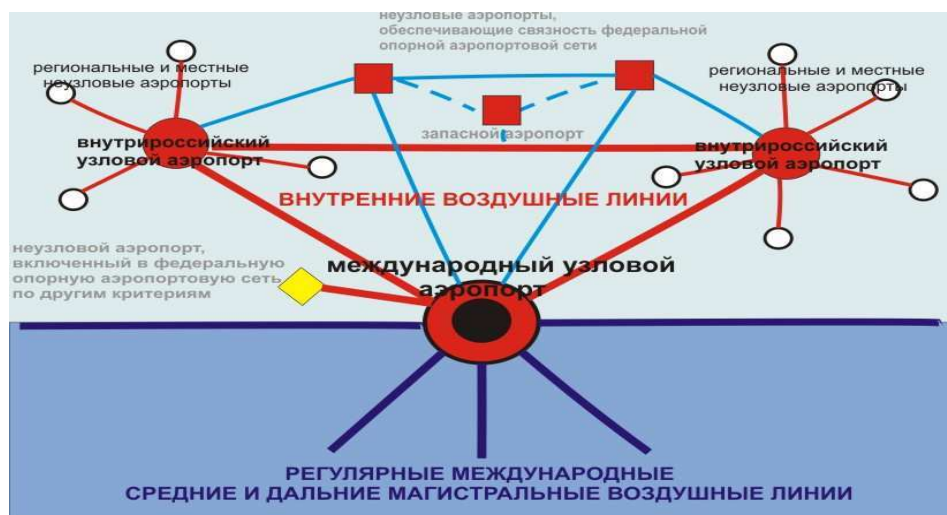 неузловые аэропорты,
обеспечивающие связность федеральной
опорной аэропортовой сети
региональные и местные
неузловые аэропорты
региональные и местные
неузловые аэропорты
запасной аэропорт
внутрироссийский
узловой аэропорт
внутрироссийский
узловой аэропорт
ВНУТРЕННИЕ ВОЗДУШНЫЕ ЛИНИИ
неузловой аэропорт,
включенный в федеральную
опорную аэропортовую сеть
по другим критериям
международный узловой
аэропорт
РЕГУЛЯРНЫЕ МЕЖДУНАРОДНЫЕ
СРЕДНИЕ И ДАЛЬНИЕ МАГИСТРАЛЬНЫЕ ВОЗДУШНЫЕ ЛИНИИ